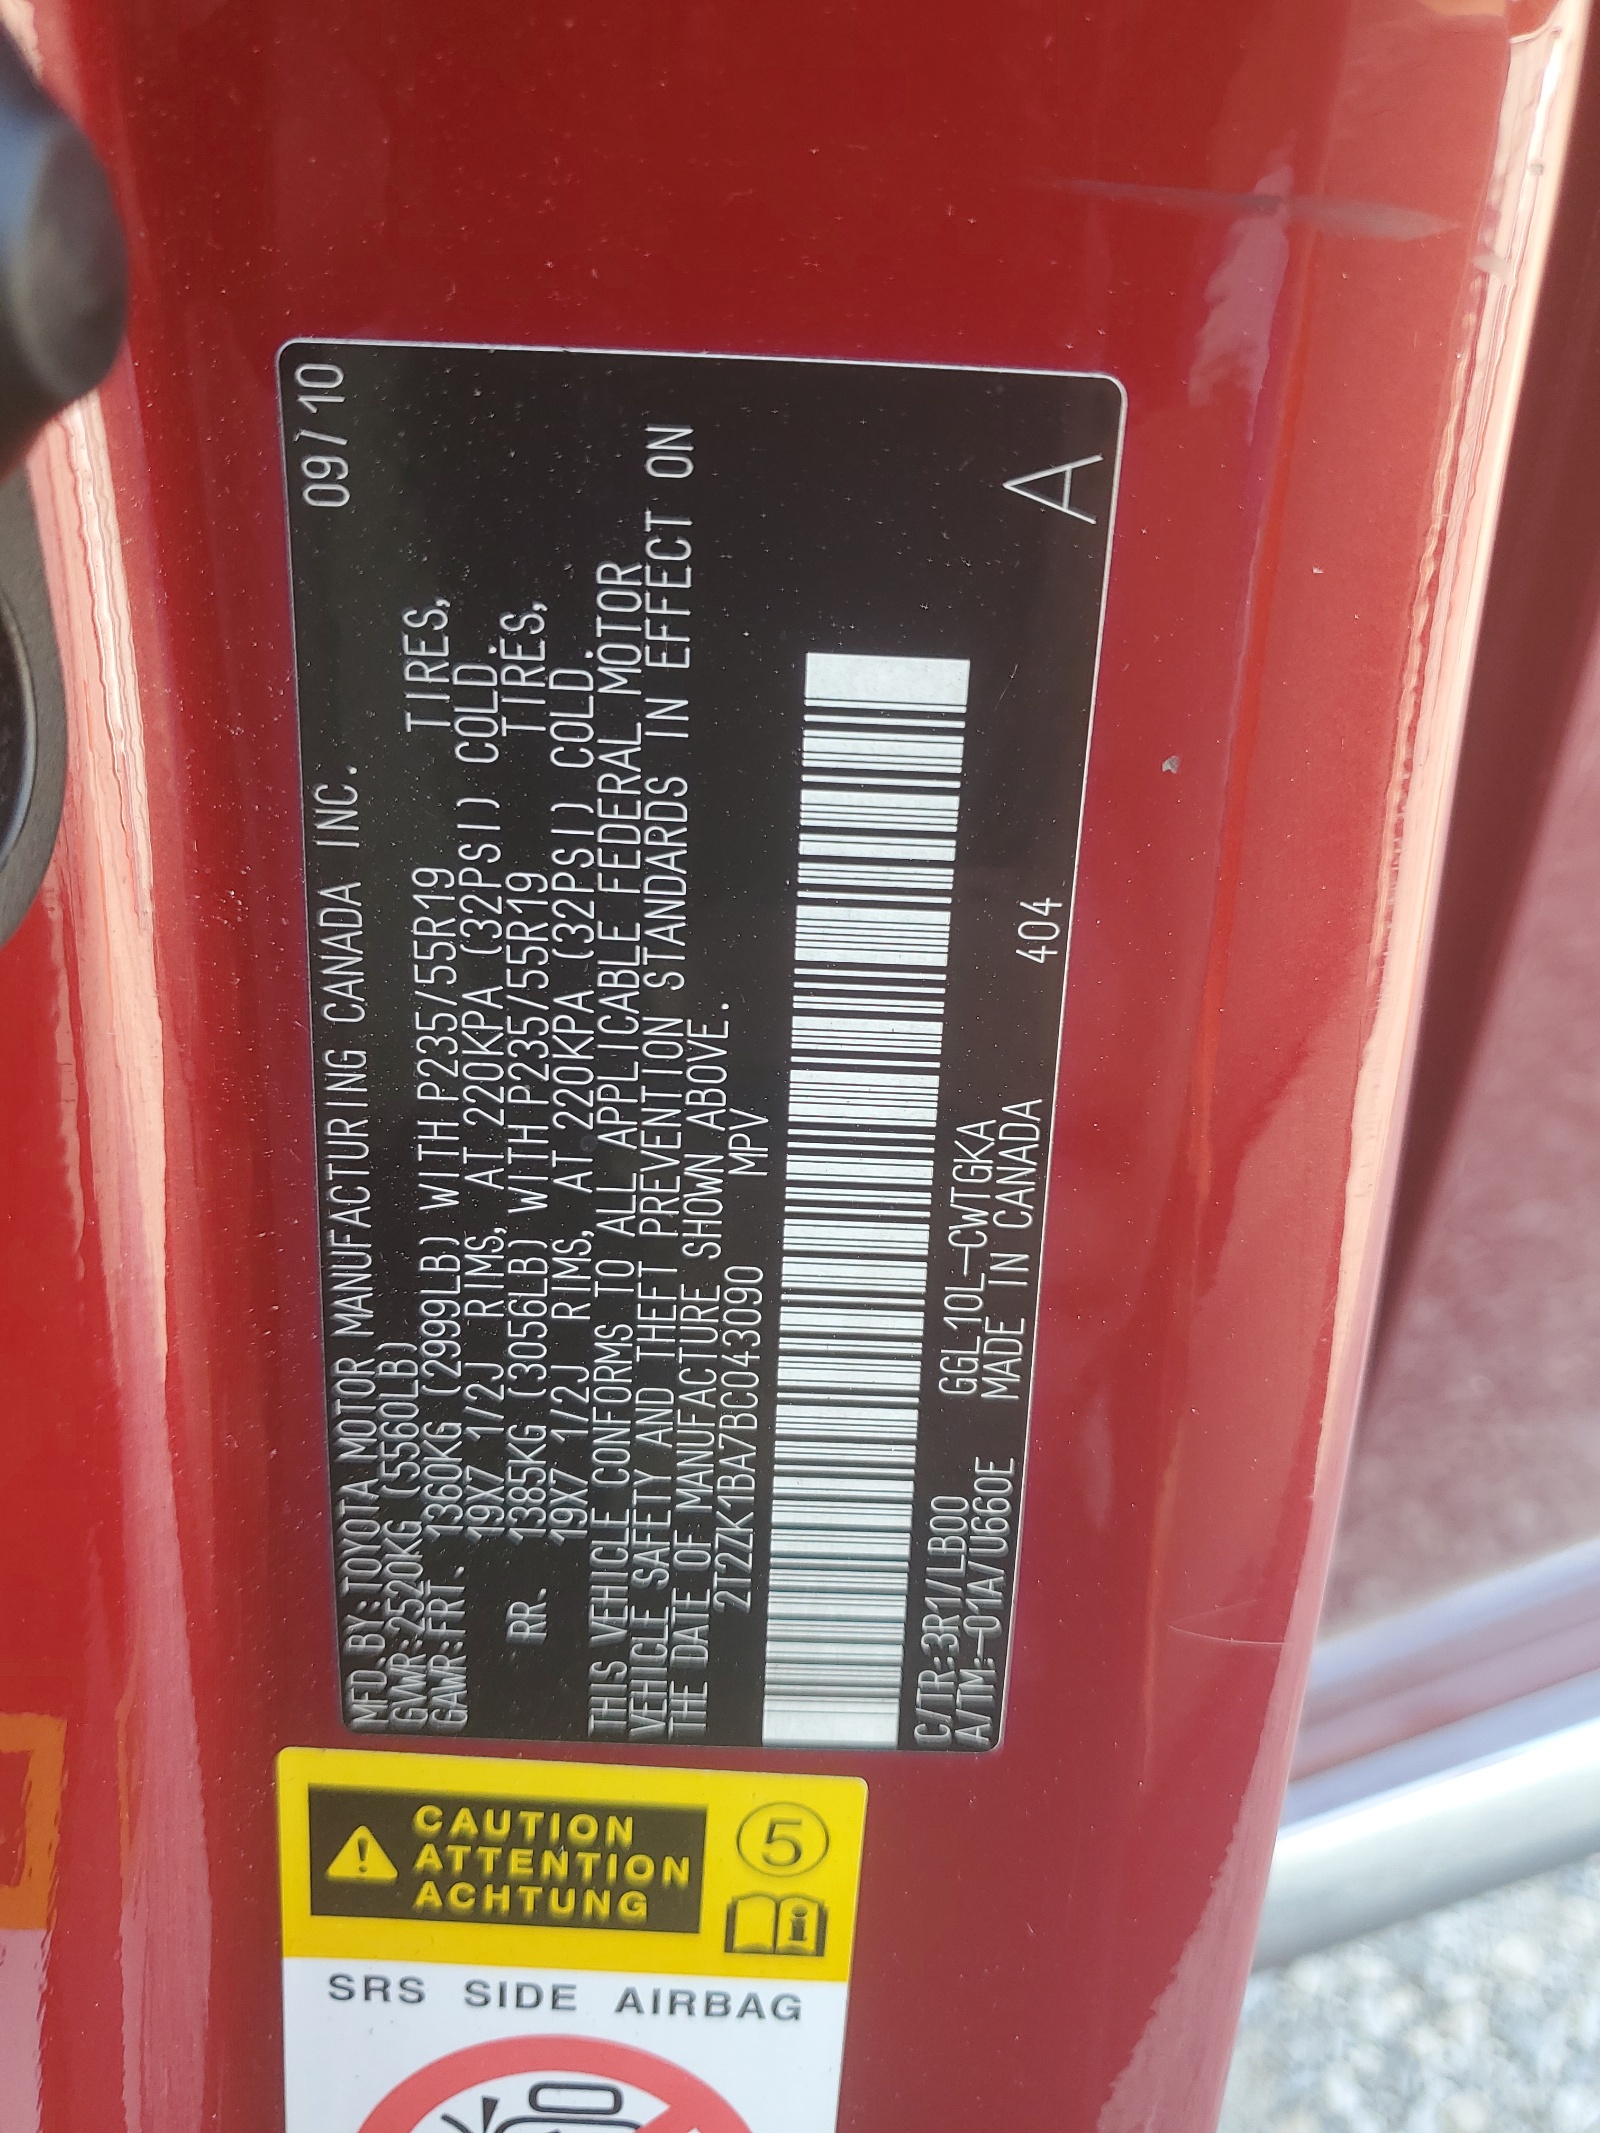 MFD.BY:TOYOTA MOTOR MANUFACTURING CANADA INC. 09/10
GVWR:2520KG (5560LB)
GAWR:FRT. 1360KG (2999LB) WITH P235/55R19 TIRES,
19X7 1/2J RIMS, AT 220KPA (32PSI) COLD.
RR. 1385KG (3056LB) WITH P235/55R19 TIRES,
19X7 1/2J RIMS, AT 220KPA (32PSI) COLD.
THIS VEHICLE CONFORMS TO ALL APPLICABLE FEDERAL MOTOR
VEHICLE SAFETY AND THEFT PREVENTION STANDARDS IN EFFECT ON
THE DATE OF MANUFACTURE SHOWN ABOVE.
2T2ZK1BA7BC043090 MPV
C/TR:3R1/LB00 GGL10L-CWTGKA 404
A/TM:-01A/U660E MADE IN CANADA
A
CAUTION
ATTENTION
ACHTUNG
5
SRS SIDE AIRBAG